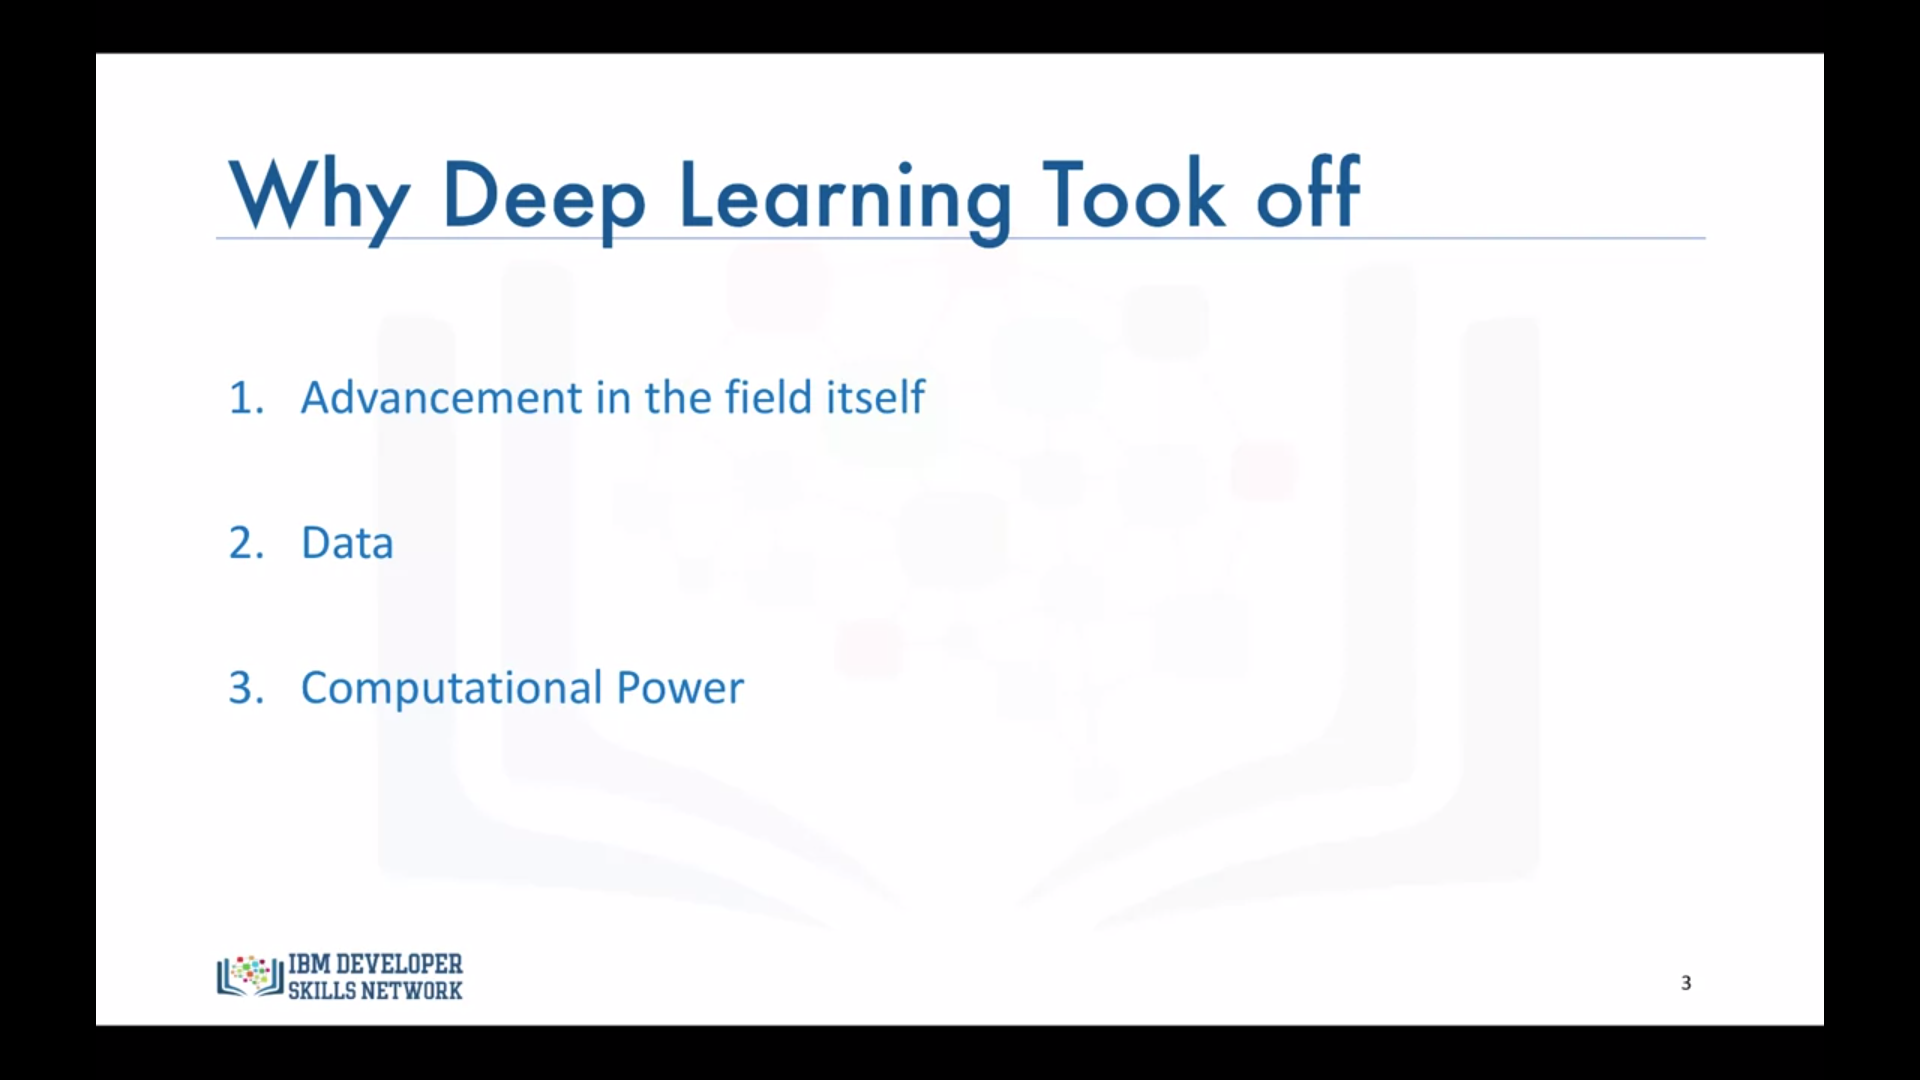 Why Deep Learning Took off
1. Advancement in the field itself
2. Data
3. Computational Power
IBM DEVELOPER
SKILLS NETWORK
3